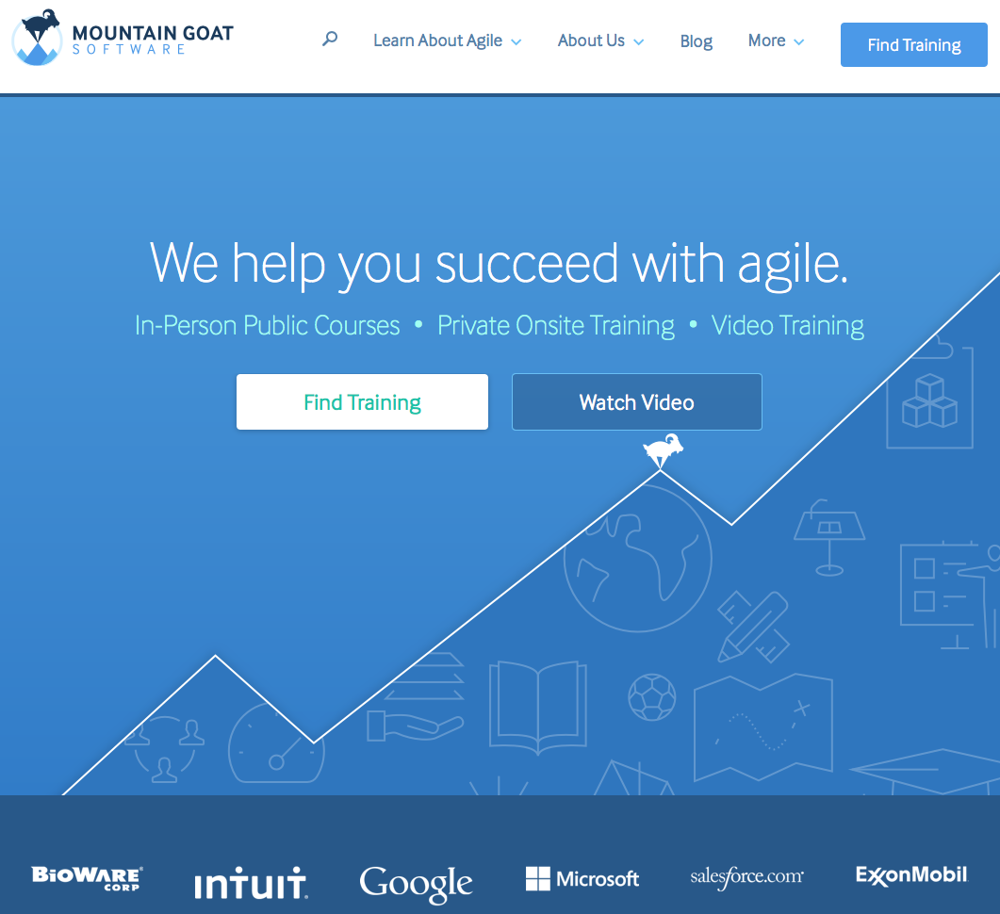 MOUNTAIN GOAT
SOFTWARE
Learn About Agile
About Us
Blog
More
Find Training
We help you succeed with agile.
In-Person Public Courses • Private Onsite Training • Video Training
Find Training
Watch Video
BIOWARE®
CORP
intuit®
Google
Microsoft
salesforce.com®
ExxonMobil